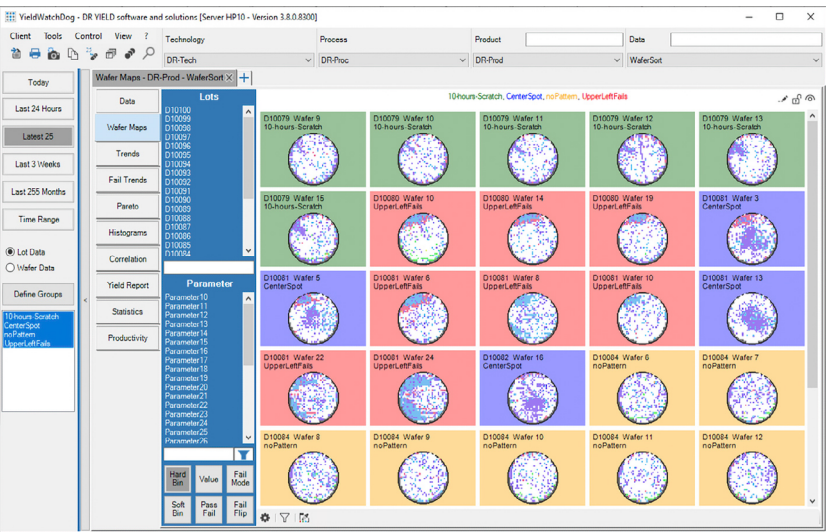 YieldWatchDog - DR YIELD software and solutions [Server HP10 - Version 3.8.0.8300]
Client Tools Control View ?
Technology Process Product Data
DR-Tech DR-Proc DR-Prod WaferSort
Wafer Maps - DR-Prod - WaferSort × +
Today
Last 24 Hours
Latest 25
Last 3 Weeks
Last 255 Months
Time Range
Lot Data
Wafer Data
Define Groups
10-hours-Scratch
CenterSpot
noPattern
UpperLeftFails
Data
Wafer Maps
Trends
Fail Trends
Pareto
Histograms
Correlation
Yield Report
Statistics
Productivity
Lots
D10100
D10099
D10098
D10097
D10096
D10095
D10094
D10093
D10092
D10091
D10090
D10089
D10088
D10087
D10086
D10085
D10084
Parameter
Parameter10
Parameter11
Parameter12
Parameter13
Parameter14
Parameter15
Parameter16
Parameter17
Parameter18
Parameter19
Parameter20
Parameter21
Parameter22
Parameter23
Parameter24
Parameter25
Parameter26
Hard Bin
Value
Fail Mode
Soft Bin
Pass Fail
Fail Flip
10-hours-Scratch, CenterSpot, noPattern, UpperLeftFails
D10079 Wafer 9
10-hours-Scratch
D10079 Wafer 10
10-hours-Scratch
D10079 Wafer 11
10-hours-Scratch
D10079 Wafer 12
10-hours-Scratch
D10079 Wafer 13
10-hours-Scratch
D10079 Wafer 15
10-hours-Scratch
D10080 Wafer 10
UpperLeftFails
D10080 Wafer 14
UpperLeftFails
D10080 Wafer 19
UpperLeftFails
D10081 Wafer 3
CenterSpot
D10081 Wafer 5
CenterSpot
D10081 Wafer 6
UpperLeftFails
D10081 Wafer 8
UpperLeftFails
D10081 Wafer 10
UpperLeftFails
D10081 Wafer 13
CenterSpot
D10081 Wafer 22
UpperLeftFails
D10081 Wafer 24
UpperLeftFails
D10082 Wafer 16
CenterSpot
D10084 Wafer 6
noPattern
D10084 Wafer 7
noPattern
D10084 Wafer 8
noPattern
D10084 Wafer 9
noPattern
D10084 Wafer 10
noPattern
D10084 Wafer 11
noPattern
D10084 Wafer 12
noPattern